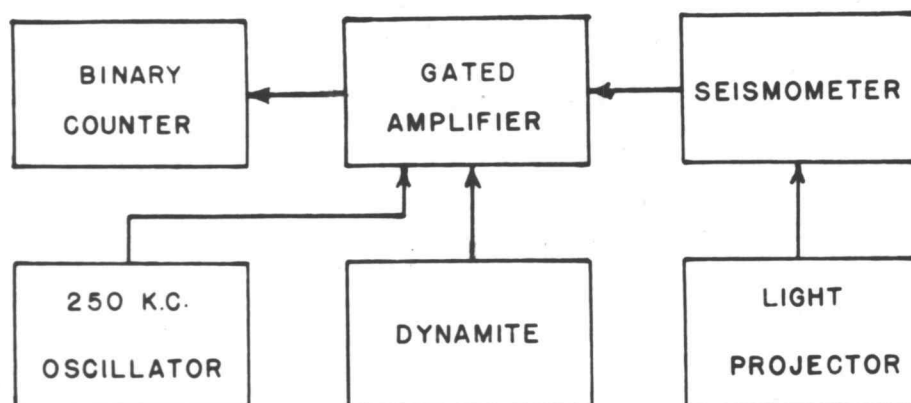 BINARY
COUNTER
GATED
AMPLIFIER
SEISMOMETER
250 K.C.
OSCILLATOR
DYNAMITE
LIGHT
PROJECTOR